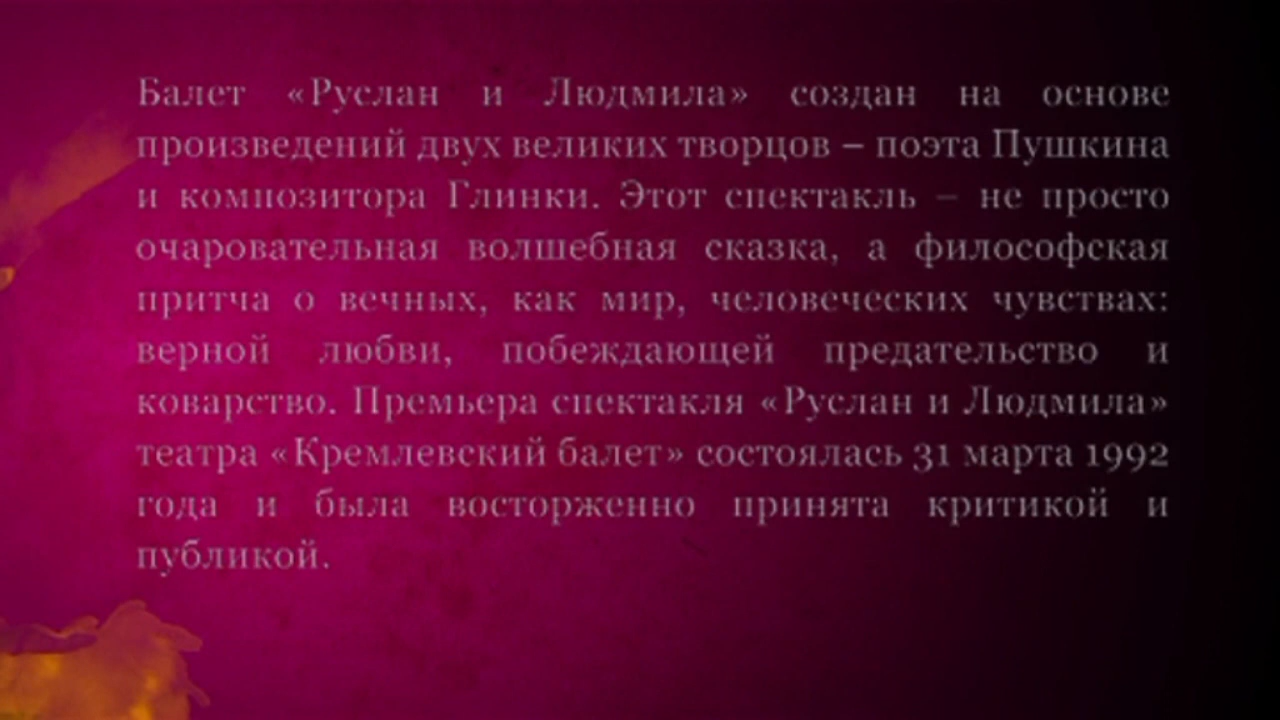 Балет «Руслан и Людмила» создан на основе
произведений двух великих творцов – поэта Пушкина
и композитора Глинки. Этот спектакль – не просто
очаровательная волшебная сказка, а философская
притча о вечных, как мир, человеческих чувствах:
верной любви, побеждающей предательство и
коварство. Премьера спектакля «Руслан и Людмила»
театра «Кремлевский балет» состоялась 31 марта 1992
года и была восторженно принята критикой и
публикой.